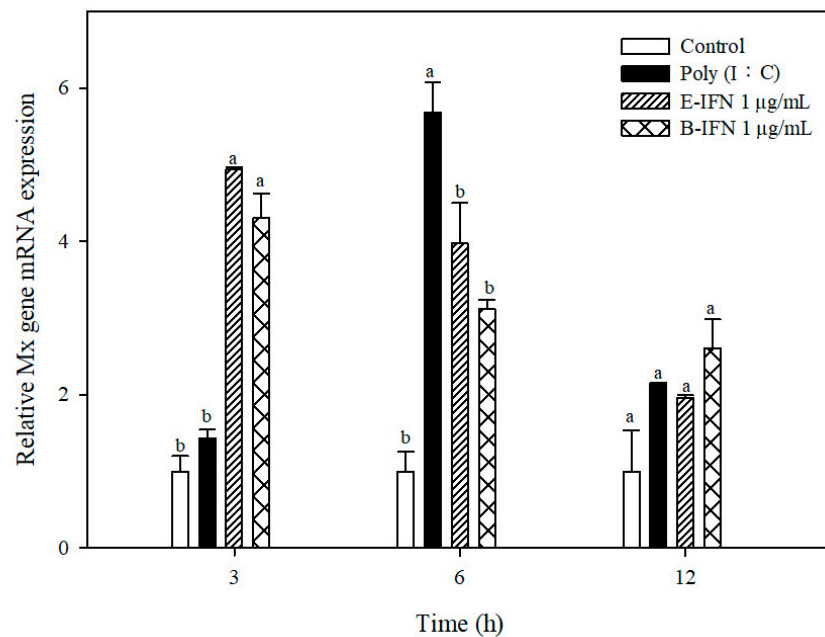 Control
Poly (I：C)
E-IFN 1 μg/mL
B-IFN 1 μg/mL
Relative Mx gene mRNA expression
6
4
2
0
b
b
a
a
b
a
b
b
a
a
a
a
3
6
12
Time (h)